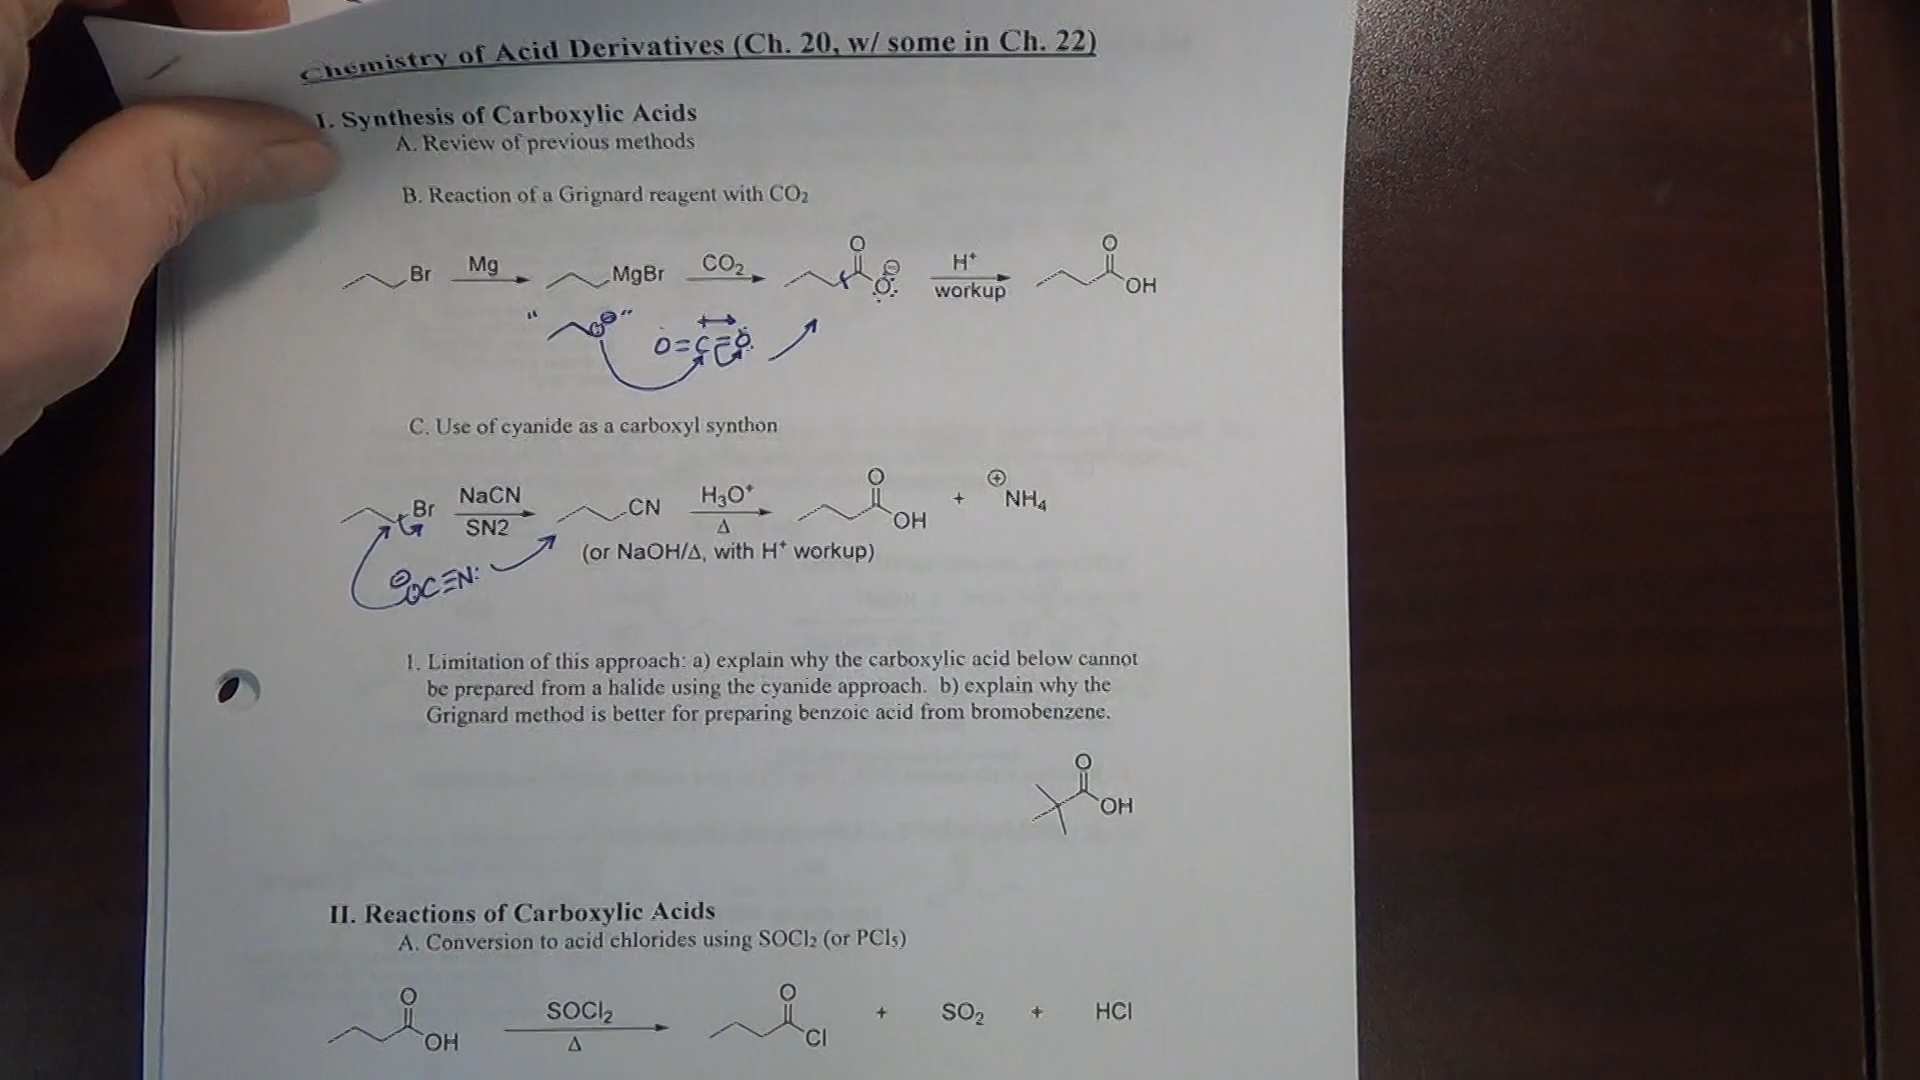 Chemistry of Acid Derivatives (Ch. 20, w/ some in Ch. 22)
I. Synthesis of Carboxylic Acids
A. Review of previous methods
B. Reaction of a Grignard reagent with CO₂
Br Mg MgBr CO₂ O O⊖ H⁺ workup O OH
" C⊖ " O=C=O
C. Use of cyanide as a carboxyl synthon
Br NaCN SN2 CN H₃O⁺ Δ O OH + ⊕NH₄
(or NaOH/Δ, with H⁺ workup)
⊖:C≡N:
1. Limitation of this approach: a) explain why the carboxylic acid below cannot
be prepared from a halide using the cyanide approach. b) explain why the
Grignard method is better for preparing benzoic acid from bromobenzene.
O
OH
II. Reactions of Carboxylic Acids
A. Conversion to acid chlorides using SOCl₂ (or PCl₅)
O OH SOCl₂ Δ O Cl + SO₂ + HCl